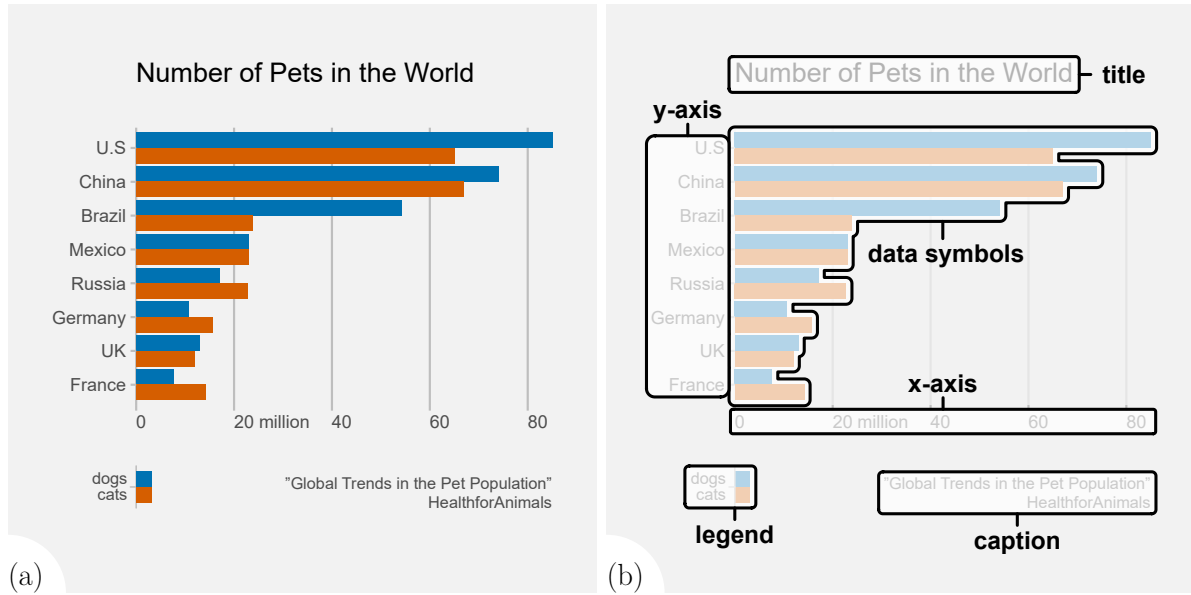 Number of Pets in the World
U.S
China
Brazil
Mexico
Russia
Germany
UK
France
0 20 million 40 60 80
dogs
cats
”Global Trends in the Pet Population”
HealthforAnimals
(a)
Number of Pets in the World
title
y-axis
U.S
China
Brazil
data symbols
Mexico
Russia
Germany
UK
France
x-axis
0 20 million 40 60 80
dogs
cats
legend
”Global Trends in the Pet Population”
HealthforAnimals
caption
(b)